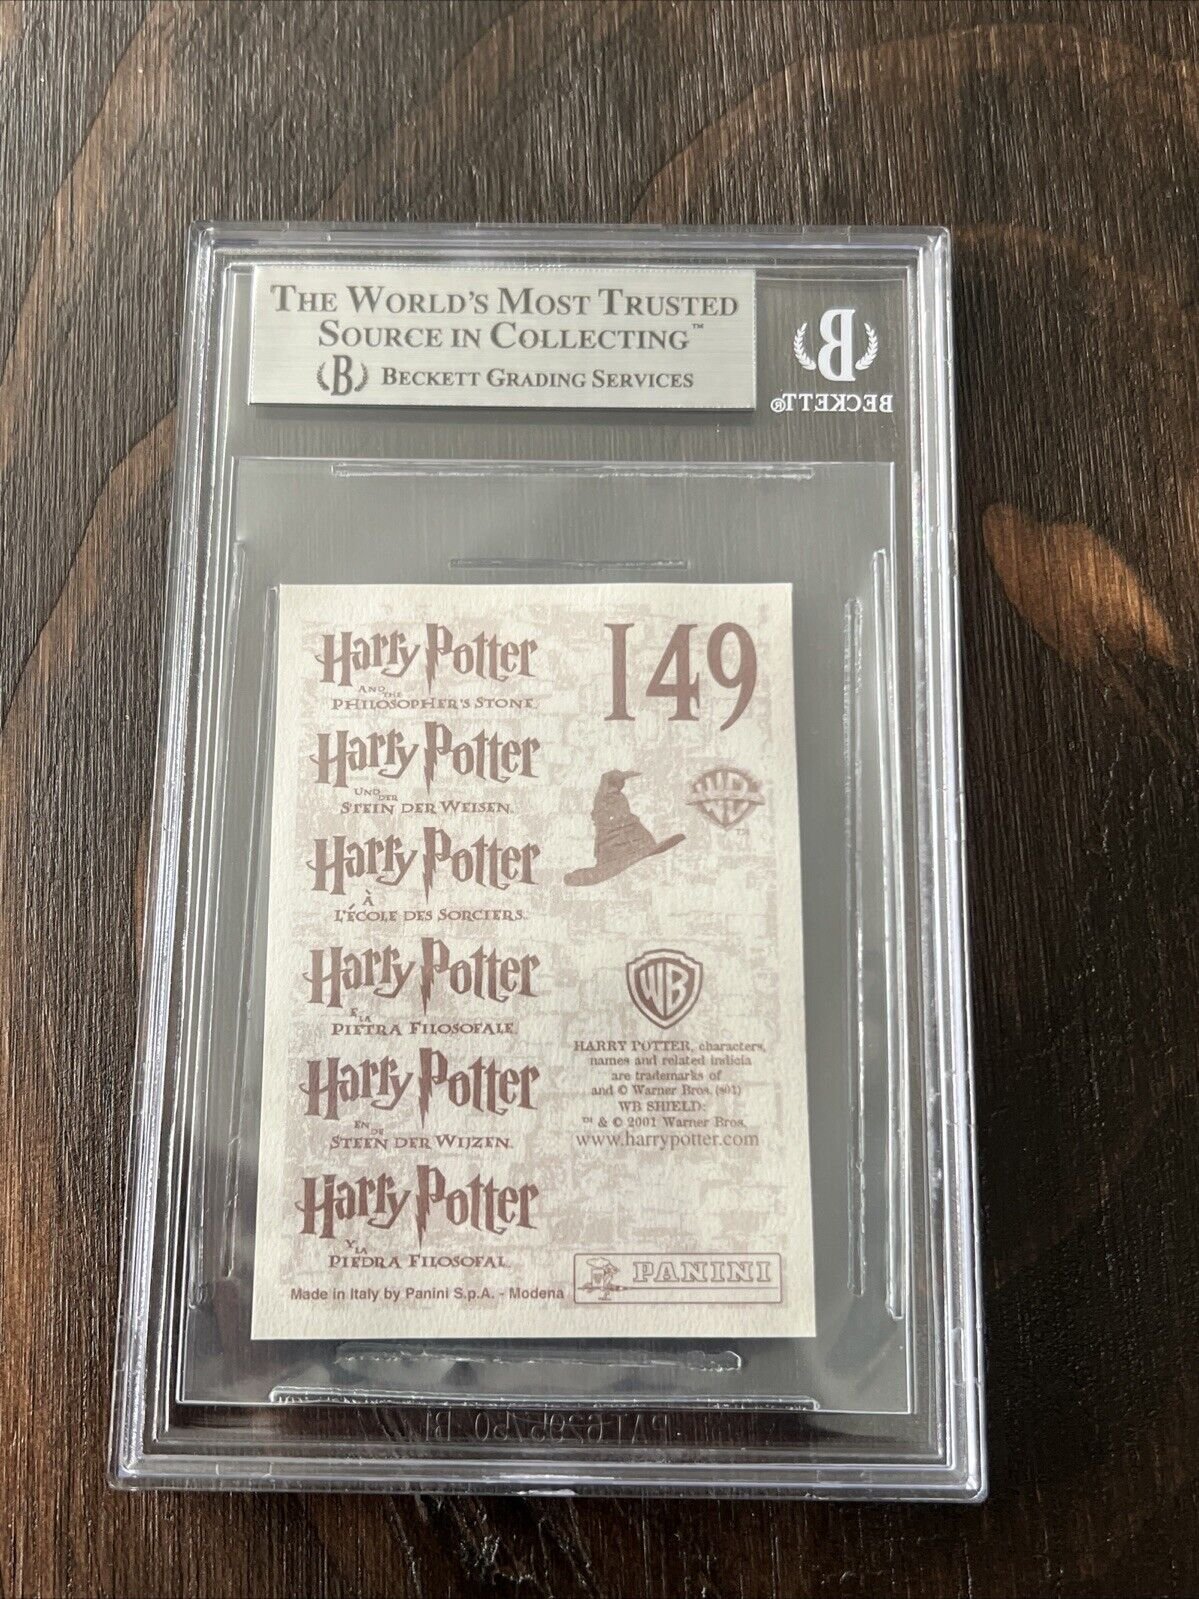 THE WORLD'S MOST TRUSTED
SOURCE IN COLLECTING™
B BECKETT GRADING SERVICES
B
BECKETT®
Harry Potter
AND THE
PHILOSOPHER'S STONE
149
Harry Potter
UND DER
STEIN DER WEISEN
WB
TM
Harry Potter
À
L'ÉCOLE DES SORCIERS
Harry Potter
E LA
PIETRA FILOSOFALE
WB
HARRY POTTER, characters,
names and related indicia
are trademarks of
and © Warner Bros. (s01)
WB SHIELD:
™ & © 2001 Warner Bros.
www.harrypotter.com
Harry Potter
EN DE
STEEN DER WIJZEN
Harry Potter
Y LA
PIEDRA FILOSOFAL
Made in Italy by Panini S.p.A. - Modena
PANINI